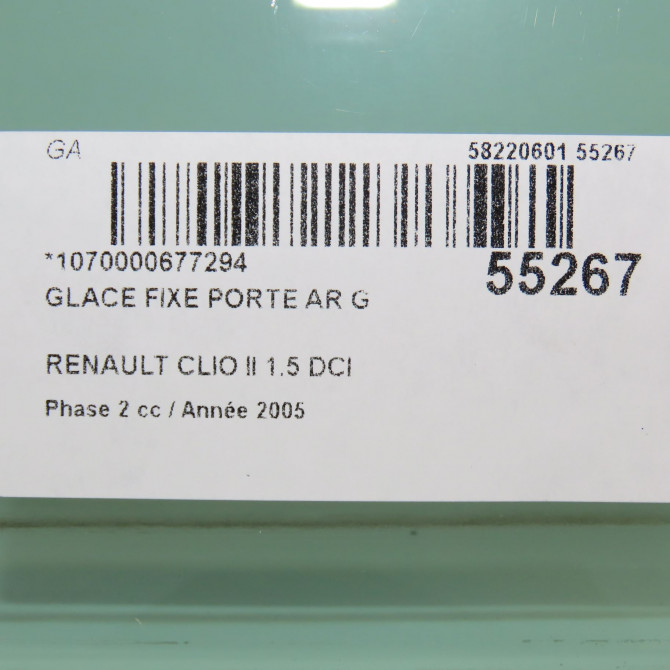 GA 58220601 55267
*1070000677294 55267
GLACE FIXE PORTE AR G
RENAULT CLIO II 1.5 DCI
Phase 2 cc / Année 2005